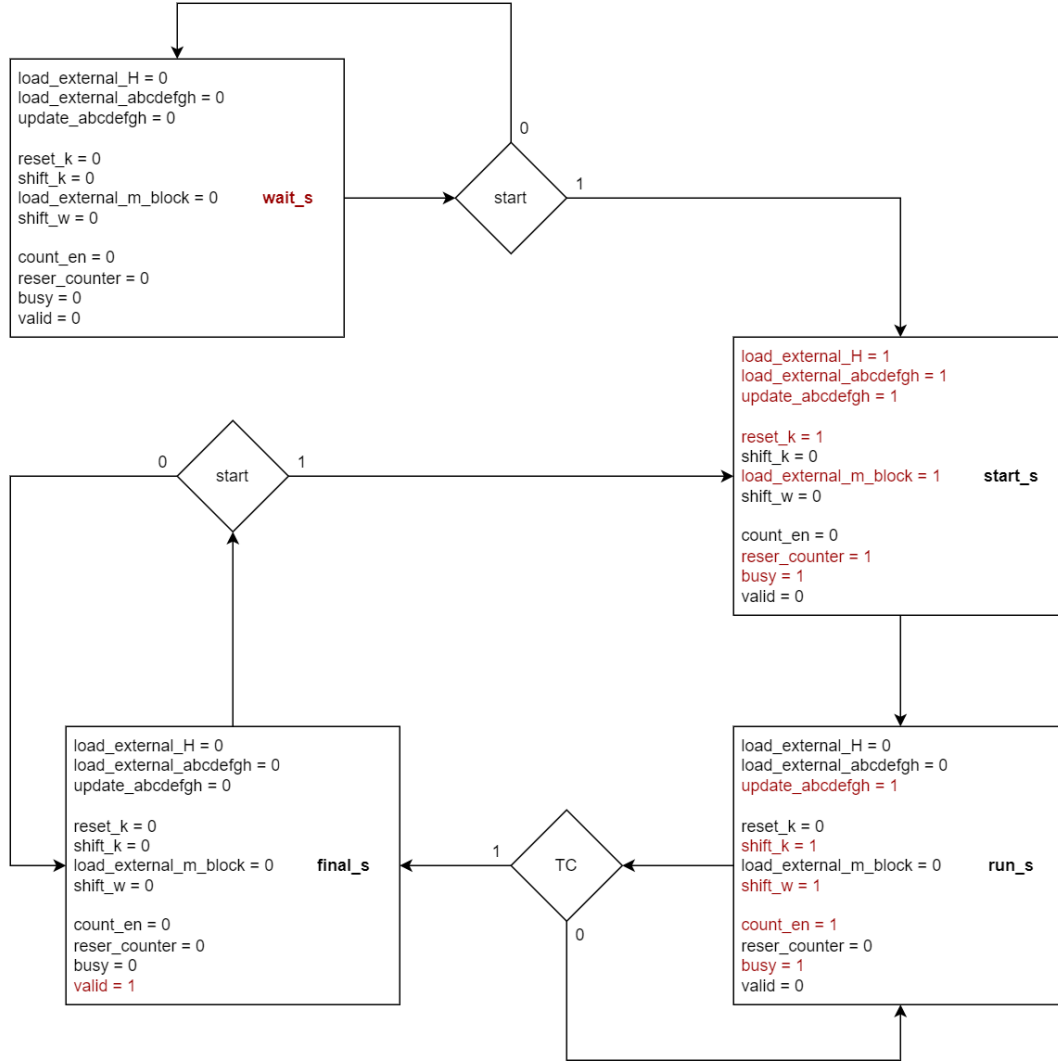 load_external_H = 0
load_external_abcdefgh = 0
update_abcdefgh = 0
reset_k = 0
shift_k = 0
load_external_m_block = 0
wait_s
shift_w = 0
count_en = 0
reser_counter = 0
busy = 0
valid = 0
0
start
1
load_external_H = 1
load_external_abcdefgh = 1
update_abcdefgh = 1
reset_k = 1
shift_k = 0
load_external_m_block = 1
start_s
shift_w = 0
count_en = 0
reser_counter = 1
busy = 1
valid = 0
0
start
1
load_external_H = 0
load_external_abcdefgh = 0
update_abcdefgh = 0
reset_k = 0
shift_k = 0
load_external_m_block = 0
final_s
shift_w = 0
count_en = 0
reser_counter = 0
busy = 0
valid = 1
1
TC
0
load_external_H = 0
load_external_abcdefgh = 0
update_abcdefgh = 1
reset_k = 0
shift_k = 1
load_external_m_block = 0
run_s
shift_w = 1
count_en = 1
reser_counter = 0
busy = 1
valid = 0